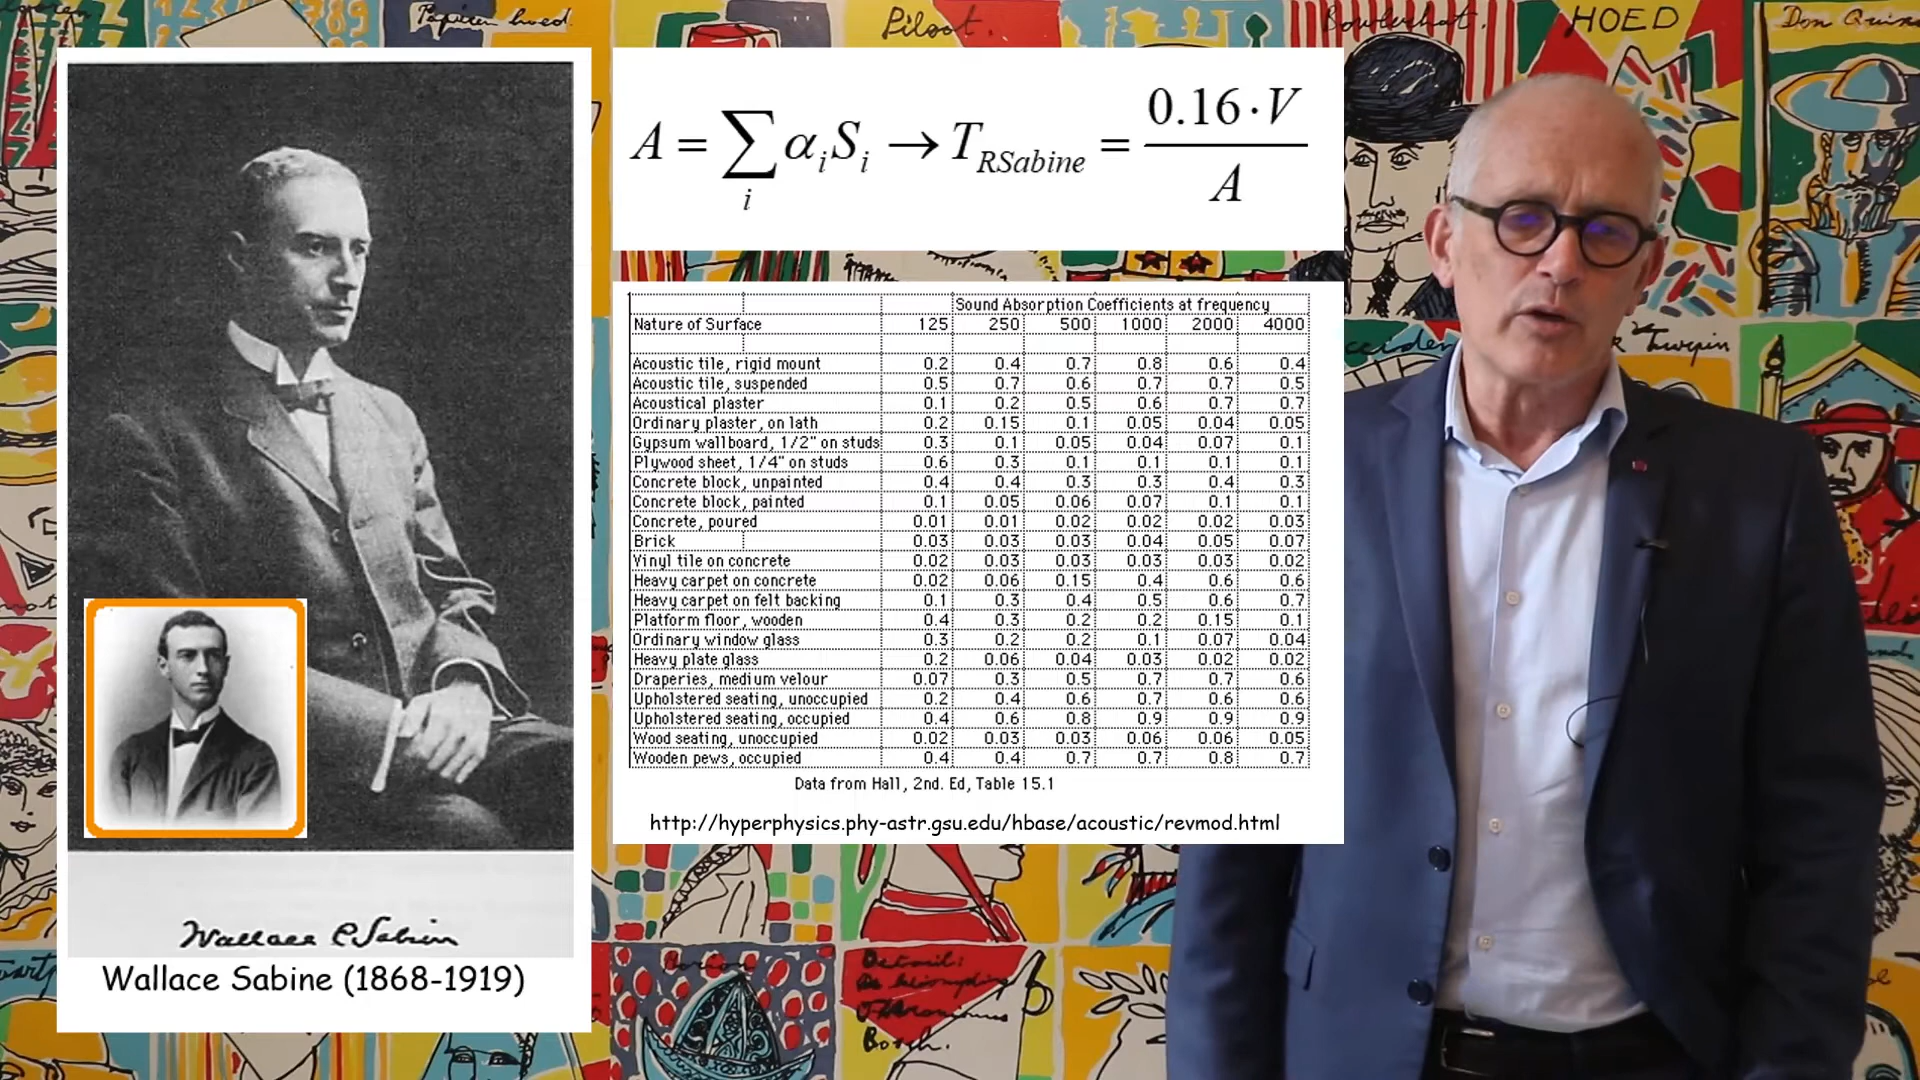 Papieren hoed.
Piloot.
Bowlerhat.
HOED
A = ∑ αᵢSᵢ → T_RSabine = 0.16·V / A
i
Sound Absorption Coefficients at frequency
Nature of Surface 125 250 500 1000 2000 4000
Acoustic tile, rigid mount 0.2 0.4 0.7 0.8 0.6 0.4
Acoustic tile, suspended 0.5 0.7 0.6 0.7 0.7 0.5
Acoustical plaster 0.1 0.2 0.5 0.6 0.7 0.7
Ordinary plaster, on lath 0.2 0.15 0.1 0.05 0.04 0.05
Gypsum wallboard, 1/2" on studs 0.3 0.1 0.05 0.04 0.07 0.1
Plywood sheet, 1/4" on studs 0.6 0.3 0.1 0.1 0.1 0.1
Concrete block, unpainted 0.4 0.4 0.3 0.3 0.4 0.3
Concrete block, painted 0.1 0.05 0.06 0.07 0.1 0.1
Concrete, poured 0.01 0.01 0.02 0.02 0.02 0.03
Brick 0.03 0.03 0.03 0.04 0.05 0.07
Vinyl tile on concrete 0.02 0.03 0.03 0.03 0.03 0.02
Heavy carpet on concrete 0.02 0.06 0.15 0.4 0.6 0.6
Heavy carpet on felt backing 0.1 0.3 0.4 0.5 0.6 0.7
Platform floor, wooden 0.4 0.3 0.2 0.2 0.15 0.1
Ordinary window glass 0.3 0.2 0.2 0.1 0.07 0.04
Heavy plate glass 0.2 0.06 0.04 0.03 0.02 0.02
Draperies, medium velour 0.07 0.3 0.5 0.7 0.7 0.6
Upholstered seating, unoccupied 0.2 0.4 0.6 0.7 0.6 0.6
Upholstered seating, occupied 0.4 0.6 0.8 0.9 0.9 0.9
Wood seating, unoccupied 0.02 0.03 0.03 0.06 0.06 0.05
Wooden pews, occupied 0.4 0.4 0.7 0.7 0.8 0.7
Data from Hall, 2nd. Ed, Table 15.1
http://hyperphysics.phy-astr.gsu.edu/hbase/acoustic/revmod.html
Wallace C. Sabine
Wallace Sabine (1868-1919)
Detail:
Bosch.